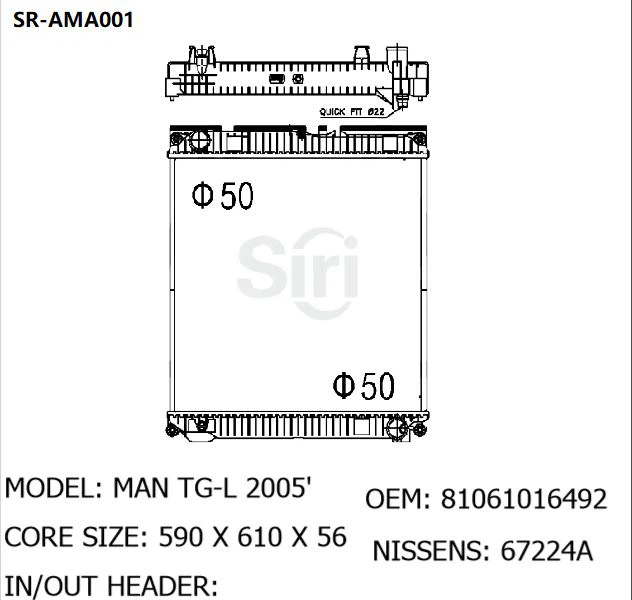 SR-AMA001
QUICK FIT Ø22
Φ50
Siri
Φ50
MODEL: MAN TG-L 2005'
OEM: 81061016492
CORE SIZE: 590 X 610 X 56
NISSENS: 67224A
IN/OUT HEADER: